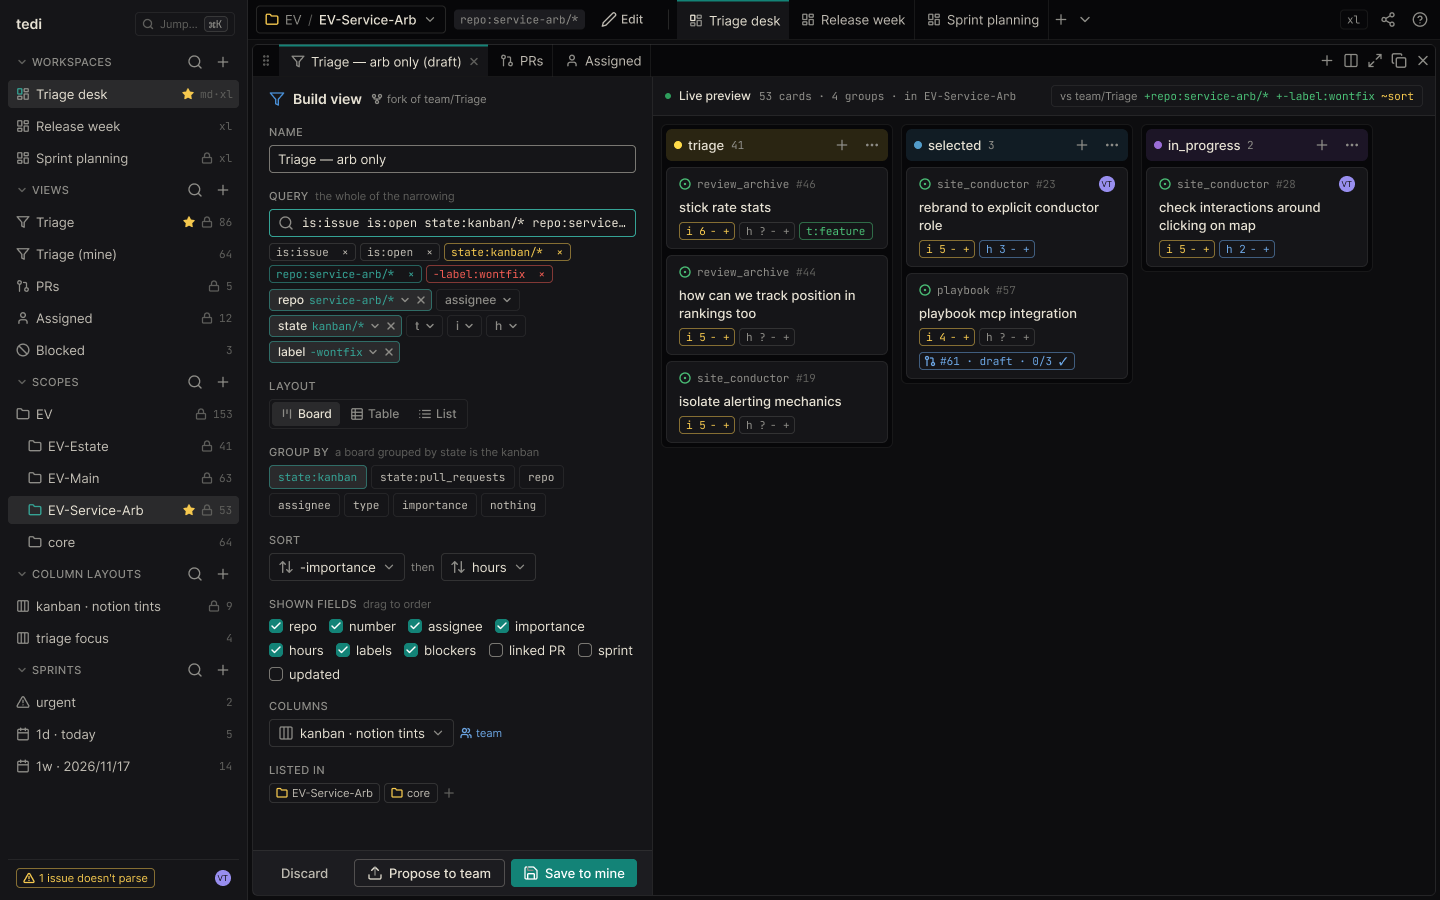 tedi
Jump... ⌘K
WORKSPACES
Triage desk md·xl
Release week xl
Sprint planning xl
VIEWS
Triage 86
Triage (mine) 64
PRs 5
Assigned 12
Blocked 3
SCOPES
EV 153
EV-Estate 41
EV-Main 63
EV-Service-Arb 53
core 64
COLUMN LAYOUTS
kanban · notion tints 9
triage focus 4
SPRINTS
urgent 2
1d · today 5
1w · 2026/11/17 14
1 issue doesn't parse
VT
EV / EV-Service-Arb repo:service-arb/* Edit
Triage desk
Release week
Sprint planning
xl
Triage — arb only (draft)
PRs
Assigned
Build view fork of team/Triage
NAME
Triage — arb only
QUERY the whole of the narrowing
is:issue is:open state:kanban/* repo:service…
is:issue × is:open × state:kanban/* ×
repo:service-arb/* × -label:wontfix ×
repo service-arb/* assignee
state kanban/* t i h
label -wontfix
LAYOUT
Board Table List
GROUP BY a board grouped by state is the kanban
state:kanban state:pull_requests repo
assignee type importance nothing
SORT
-importance then hours
SHOWN FIELDS drag to order
repo number assignee importance
hours labels blockers linked PR sprint
updated
COLUMNS
kanban · notion tints team
LISTED IN
EV-Service-Arb core
Discard Propose to team Save to mine
Live preview 53 cards · 4 groups · in EV-Service-Arb
vs team/Triage +repo:service-arb/* +-label:wontfix ~sort
triage 41
review_archive #46
stick rate stats
i 6 - + h ? - + t:feature
review_archive #44
how can we track position in
rankings too
i 5 - + h ? - +
site_conductor #19
isolate alerting mechanics
i 5 - + h ? - +
selected 3
site_conductor #23 VT
rebrand to explicit conductor
role
i 5 - + h 3 - +
playbook #57
playbook mcp integration
i 4 - + h ? - +
#61 · draft · 0/3 ✓
in_progress 2
site_conductor #28 VT
check interactions around
clicking on map
i 5 - + h 2 - +